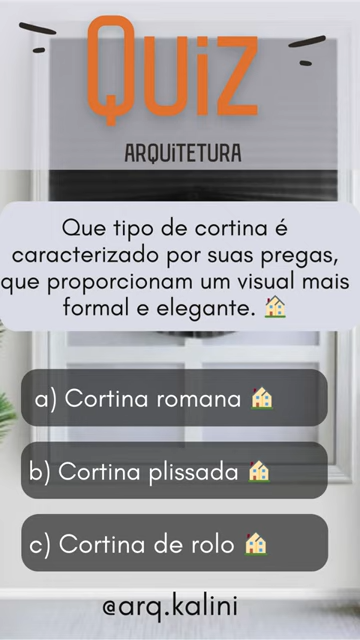 Quiz
ARQUITETURA
Que tipo de cortina é
caracterizado por suas pregas,
que proporcionam um visual mais
formal e elegante. 🏠
a) Cortina romana 🏠
b) Cortina plissada 🏠
c) Cortina de rolo 🏠
@arq.kalini